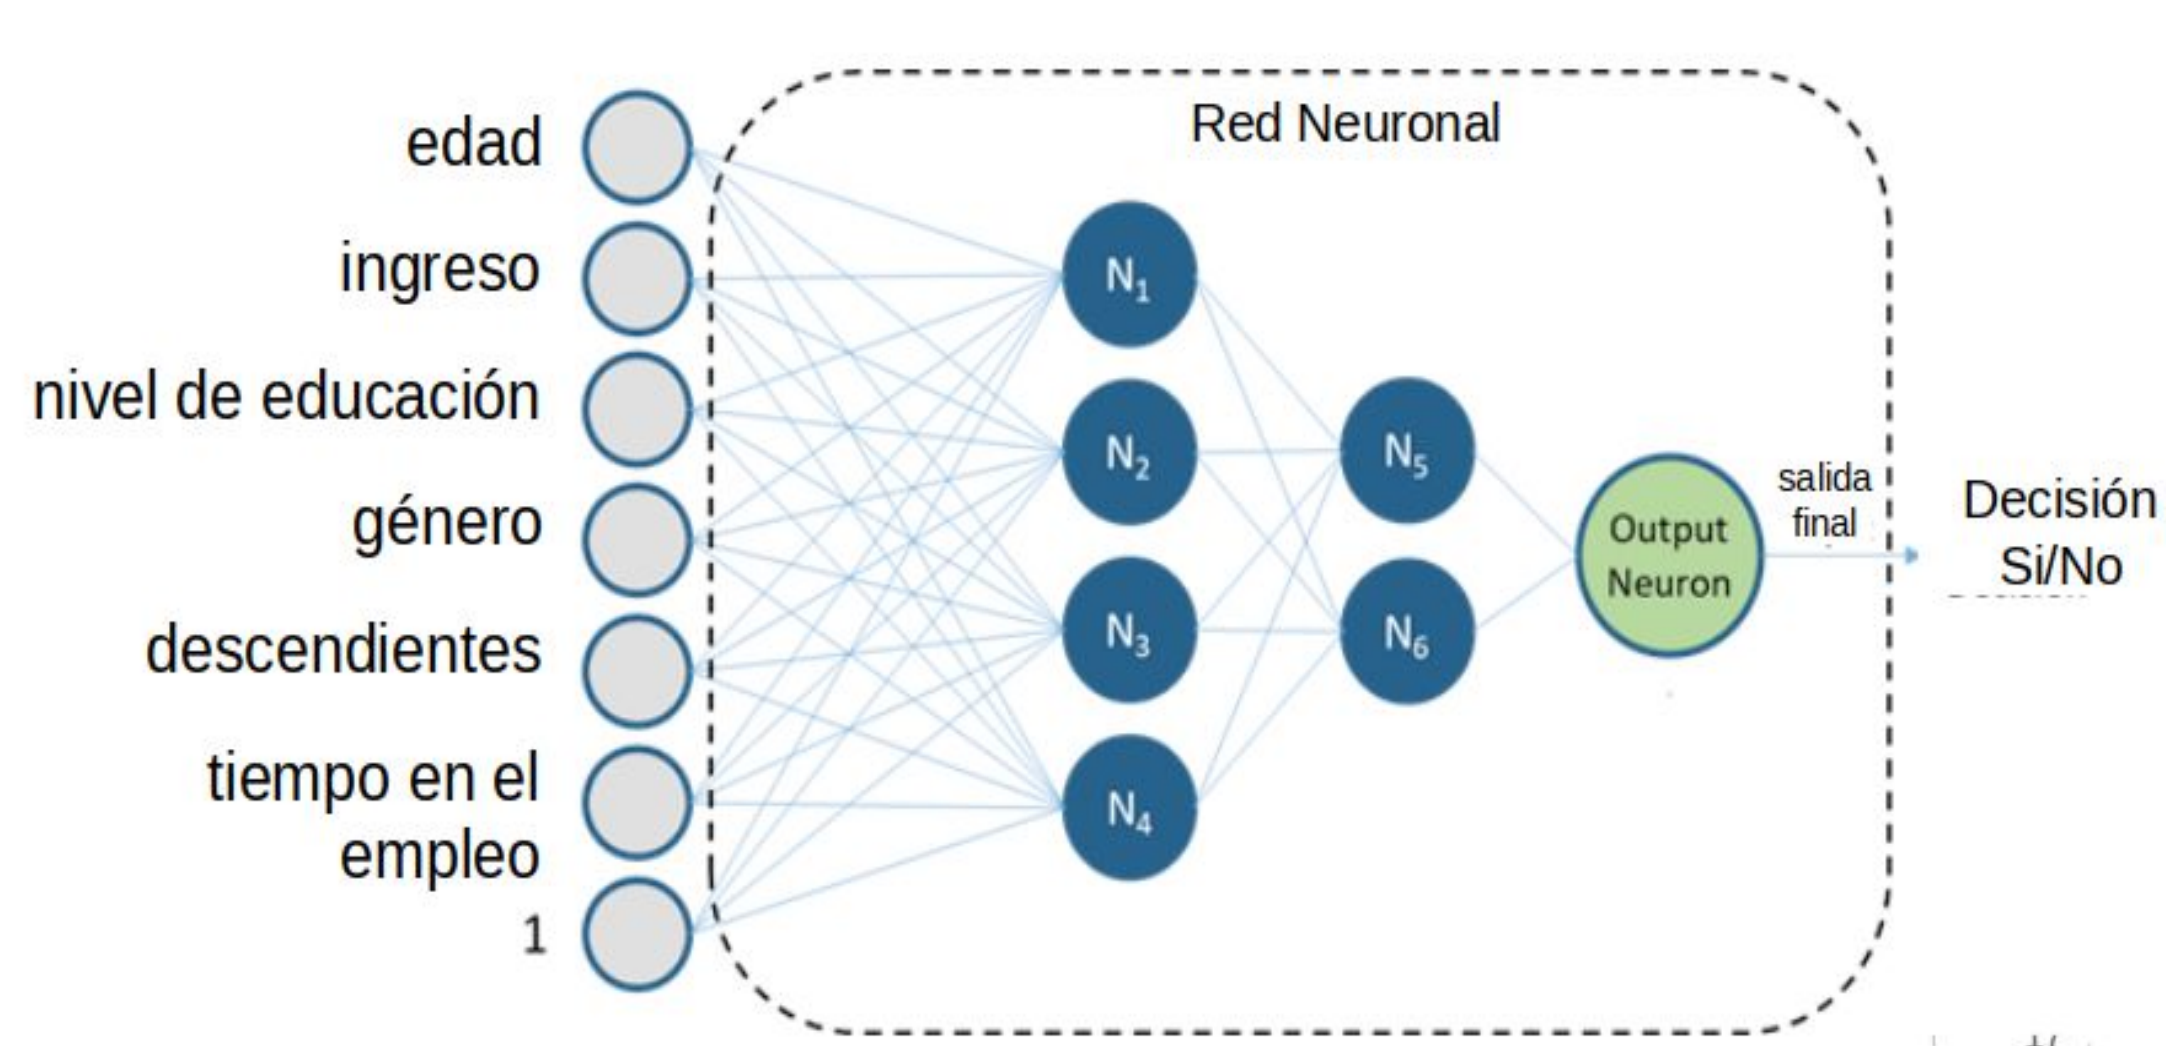 Red Neuronal
edad
ingreso
nivel de educación
género
descendientes
tiempo en el
empleo
1
N1
N2
N3
N4
N5
N6
Output
Neuron
salida
final
Decisión
Si/No